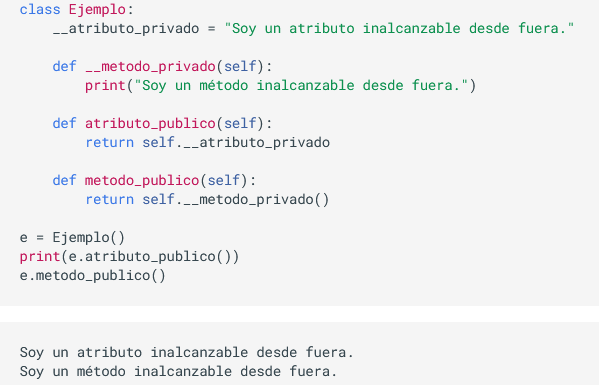 class Ejemplo:
    __atributo_privado = "Soy un atributo inalcanzable desde fuera."

    def __metodo_privado(self):
        print("Soy un método inalcanzable desde fuera.")

    def atributo_publico(self):
        return self.__atributo_privado

    def metodo_publico(self):
        return self.__metodo_privado()

e = Ejemplo()
print(e.atributo_publico())
e.metodo_publico()

Soy un atributo inalcanzable desde fuera.
Soy un método inalcanzable desde fuera.